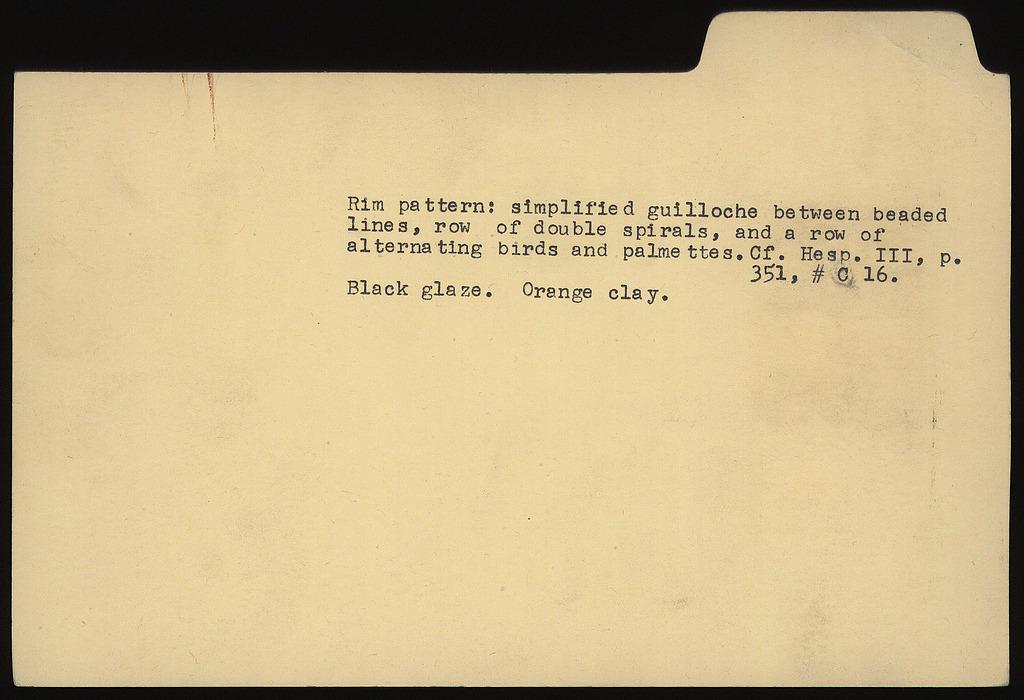 Rim pattern: simplified guilloche between beaded
lines, row of double spirals, and a row of
alternating birds and palmettes. Cf. Hesp. III, p.
351, # C 16.
Black glaze. Orange clay.